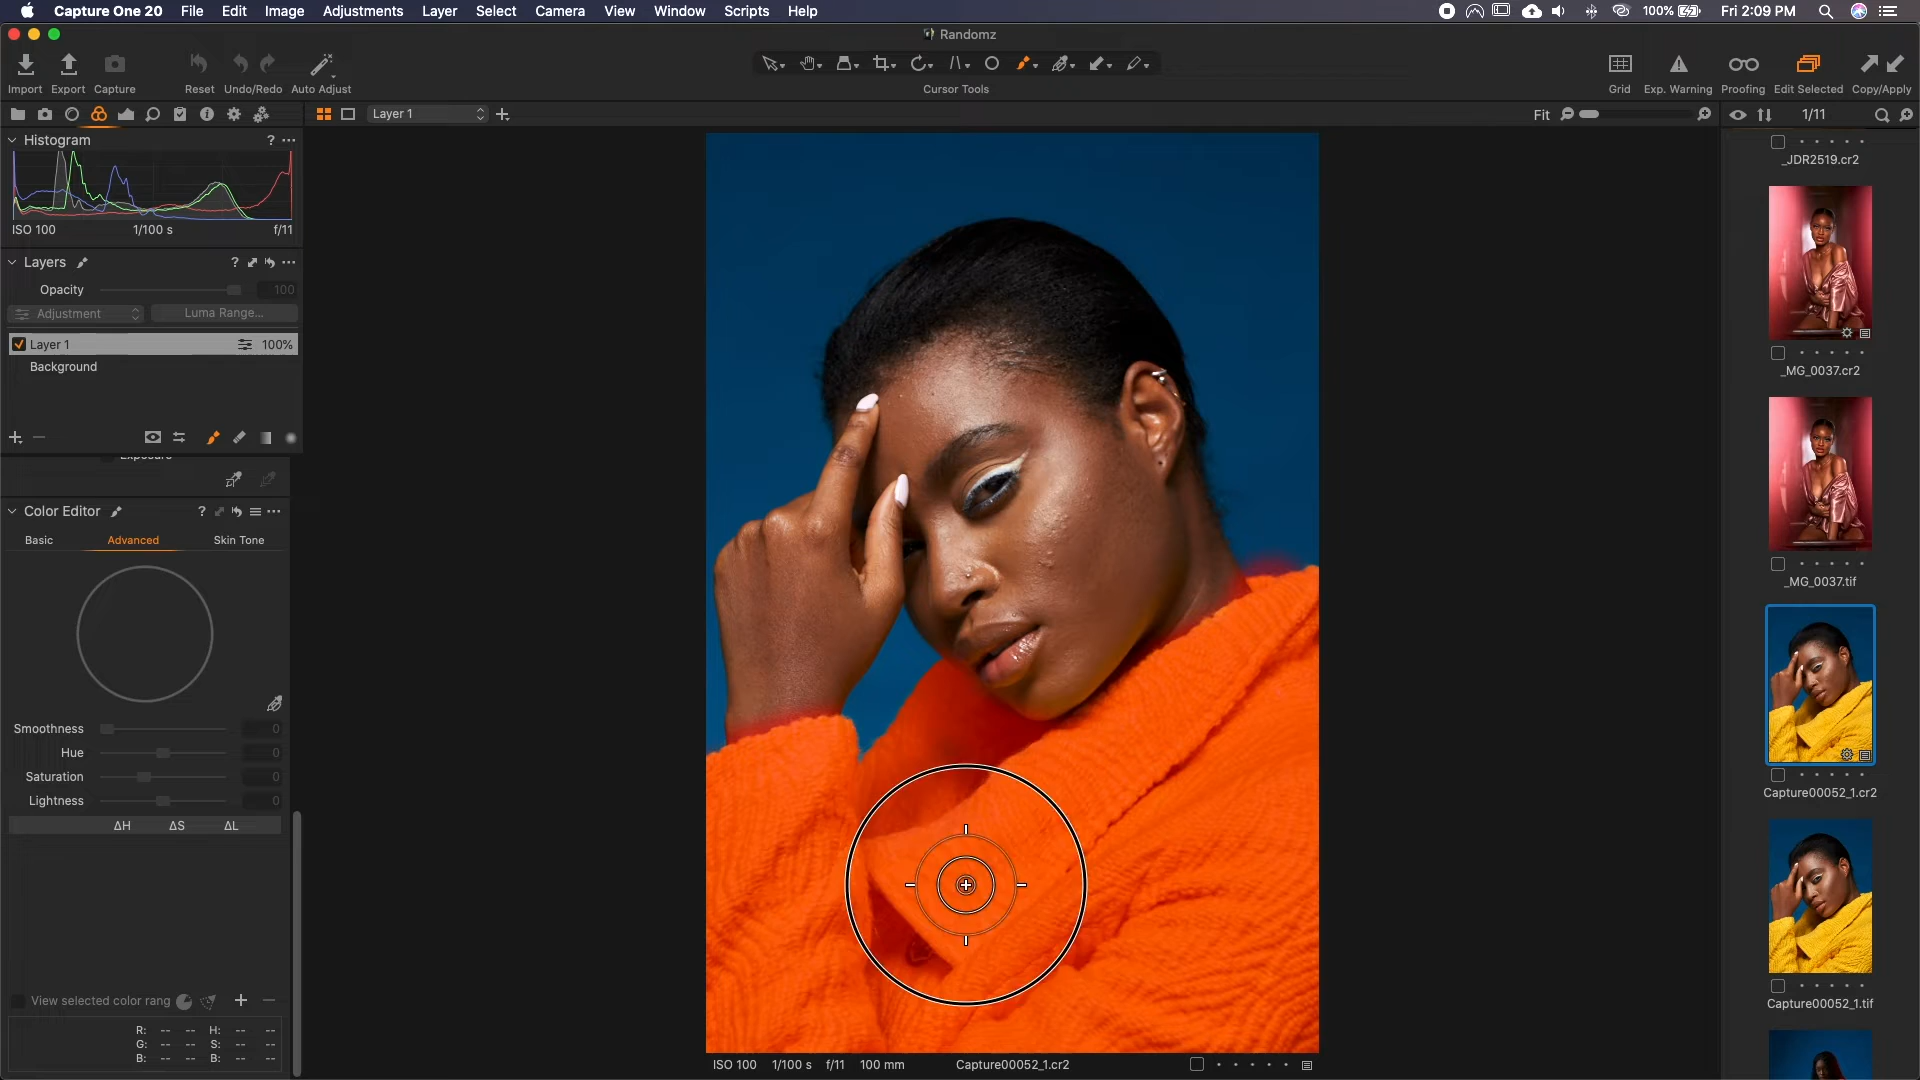 Capture One 20 File Edit Image Adjustments Layer Select Camera View Window Scripts Help 100% Fri 2:09 PM
Randomz
Import Export Capture Reset Undo/Redo Auto Adjust Cursor Tools Grid Exp. Warning Proofing Edit Selected Copy/Apply
Layer 1 Fit 1/11
Histogram ?
ISO 100 1/100 s f/11
Layers ?
Opacity 100
Adjustment Luma Range...
Layer 1 100%
Background
Exposure
Color Editor ?
Basic Advanced Skin Tone
Smoothness 0
Hue 0
Saturation 0
Lightness 0
ΔH ΔS ΔL
View selected color rang
R: -- -- H: -- --
G: -- -- S: -- --
B: -- -- B: -- --
ISO 100 1/100 s f/11 100 mm Capture00052_1.cr2
_JDR2519.cr2
_MG_0037.cr2
_MG_0037.tif
Capture00052_1.cr2
Capture00052_1.tif